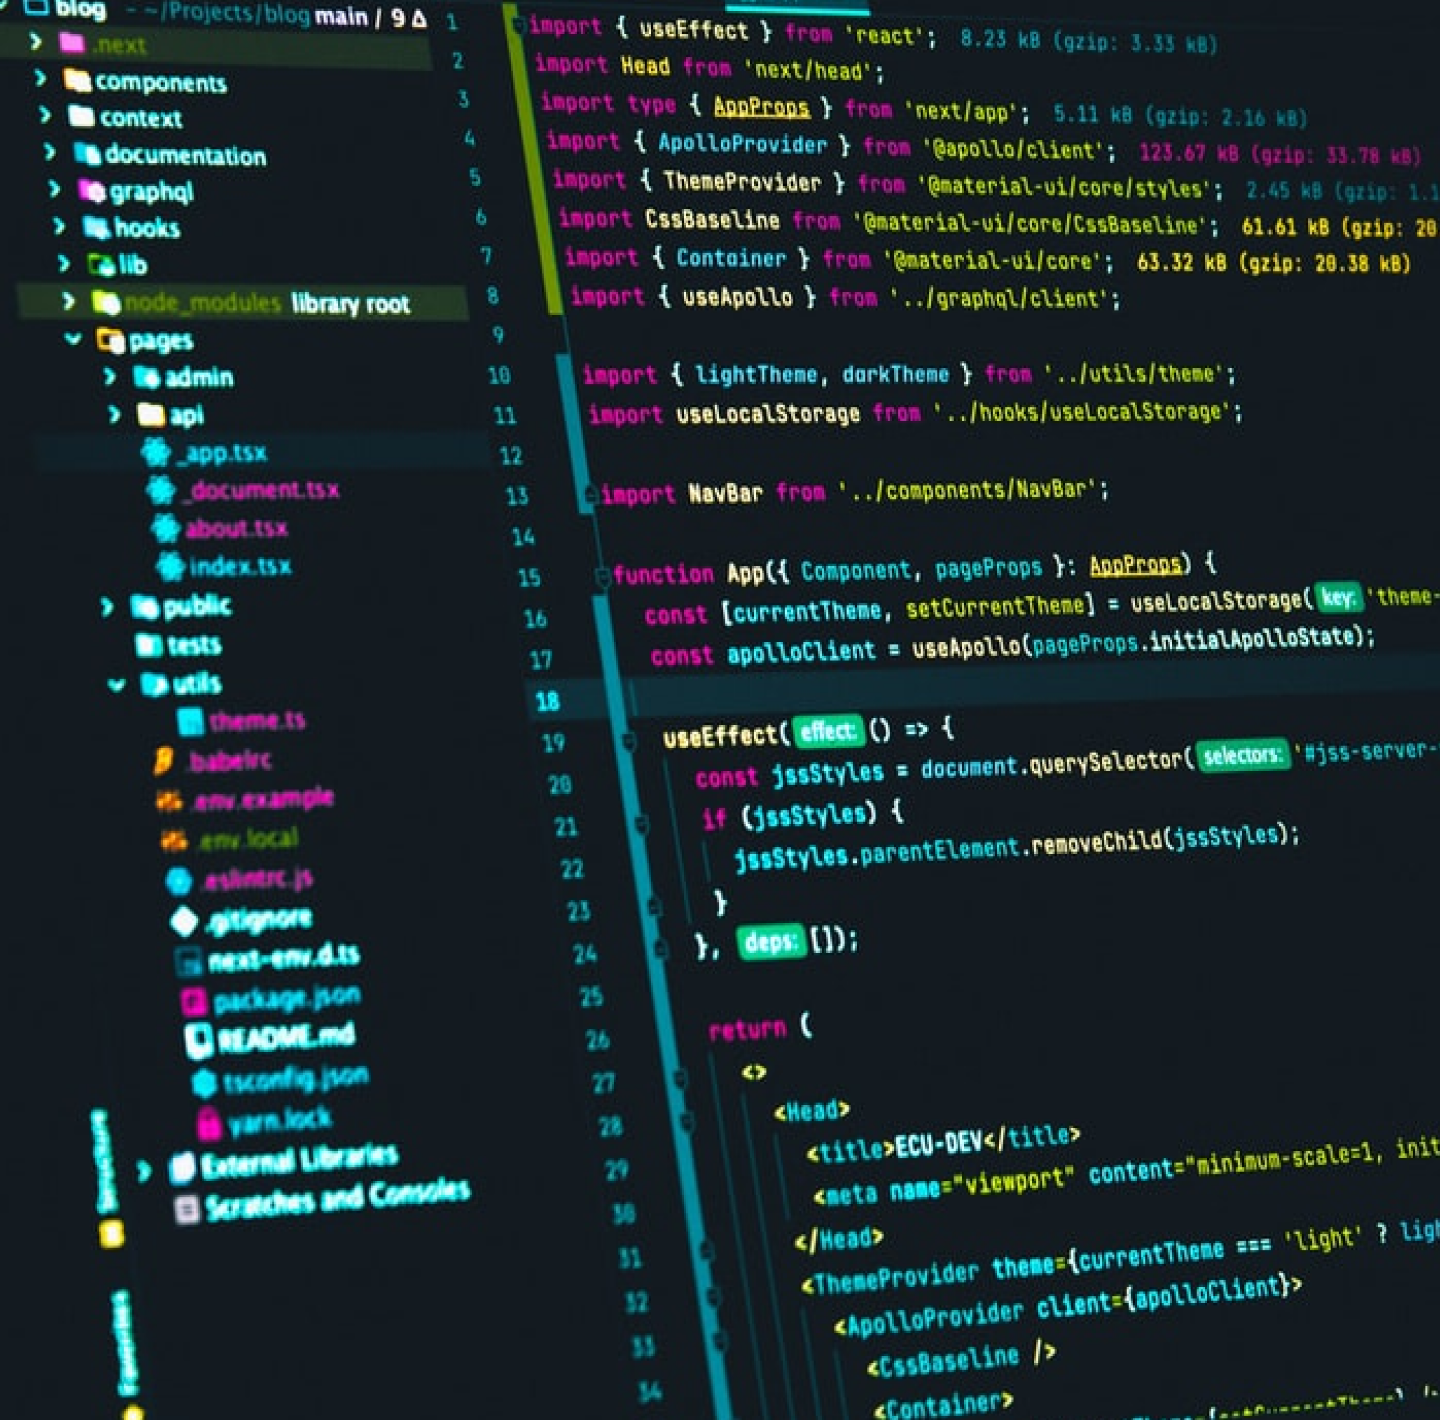 blog ~/Projects/blog main / 9 Δ
.next
components
context
documentation
graphql
hooks
lib
node_modules library root
pages
admin
api
_app.tsx
_document.tsx
about.tsx
index.tsx
public
tests
utils
theme.ts
.babelrc
.env.example
.env.local
.eslintrc.js
.gitignore
next-env.d.ts
package.json
README.md
tsconfig.json
yarn.lock
External Libraries
Scratches and Consoles
Structure
Favorites
1 import { useEffect } from 'react'; 8.23 kB (gzip: 3.33 kB)
2 import Head from 'next/head';
3 import type { AppProps } from 'next/app'; 5.11 kB (gzip: 2.16 kB)
4 import { ApolloProvider } from '@apollo/client'; 123.67 kB (gzip: 33.78 kB)
5 import { ThemeProvider } from '@material-ui/core/styles'; 2.45 kB (gzip: 1.1
6 import CssBaseline from '@material-ui/core/CssBaseline'; 61.61 kB (gzip: 20
7 import { Container } from '@material-ui/core'; 63.32 kB (gzip: 20.38 kB)
8 import { useApollo } from '../graphql/client';
9
10 import { lightTheme, darkTheme } from '../utils/theme';
11 import useLocalStorage from '../hooks/useLocalStorage';
12
13 import NavBar from '../components/NavBar';
14
15 function App({ Component, pageProps }: AppProps) {
16 const [currentTheme, setCurrentTheme] = useLocalStorage( key: 'theme-
17 const apolloClient = useApollo(pageProps.initialApolloState);
18
19 useEffect( effect: () => {
20 const jssStyles = document.querySelector( selectors: '#jss-server-
21 if (jssStyles) {
22 jssStyles.parentElement.removeChild(jssStyles);
23 }
24 }, deps: []);
25
26 return (
27 <>
28 <Head>
29 <title>ECU-DEV</title>
30 <meta name="viewport" content="minimum-scale=1, init
31 </Head>
32 <ThemeProvider theme={currentTheme === 'light' ? ligh
33 <ApolloProvider client={apolloClient}>
34 <CssBaseline />
<Container>